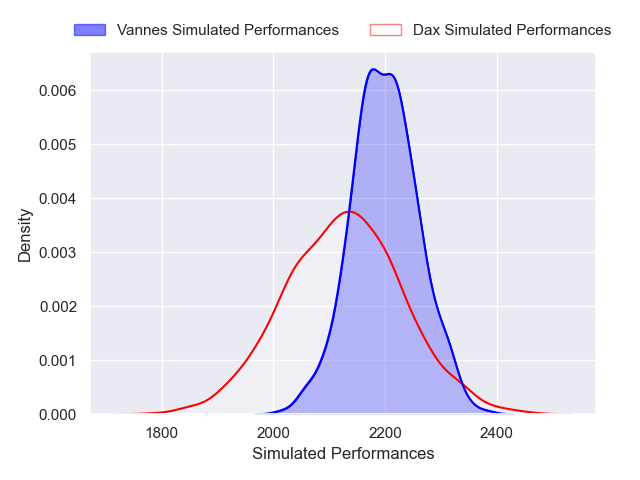 Vannes Simulated Performances Dax Simulated Performances
0.006
0.005
0.004
0.003
0.002
0.001
0.000
Density
1800 2000 2200 2400
Simulated Performances